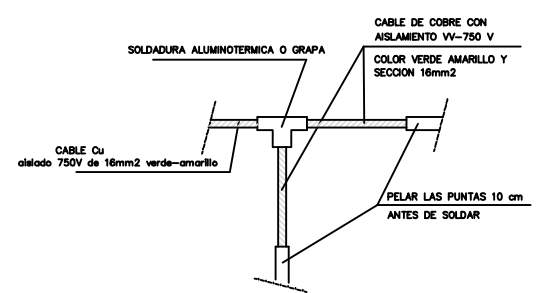 CABLE DE COBRE CON
AISLAMIENTO VV-750 V
SOLDADURA ALUMINOTERMICA O GRAPA
COLOR VERDE AMARILLO Y
SECCION 16mm2
CABLE Cu
aislado 750V de 16mm2 verde-amarillo
PELAR LAS PUNTAS 10 cm
ANTES DE SOLDAR